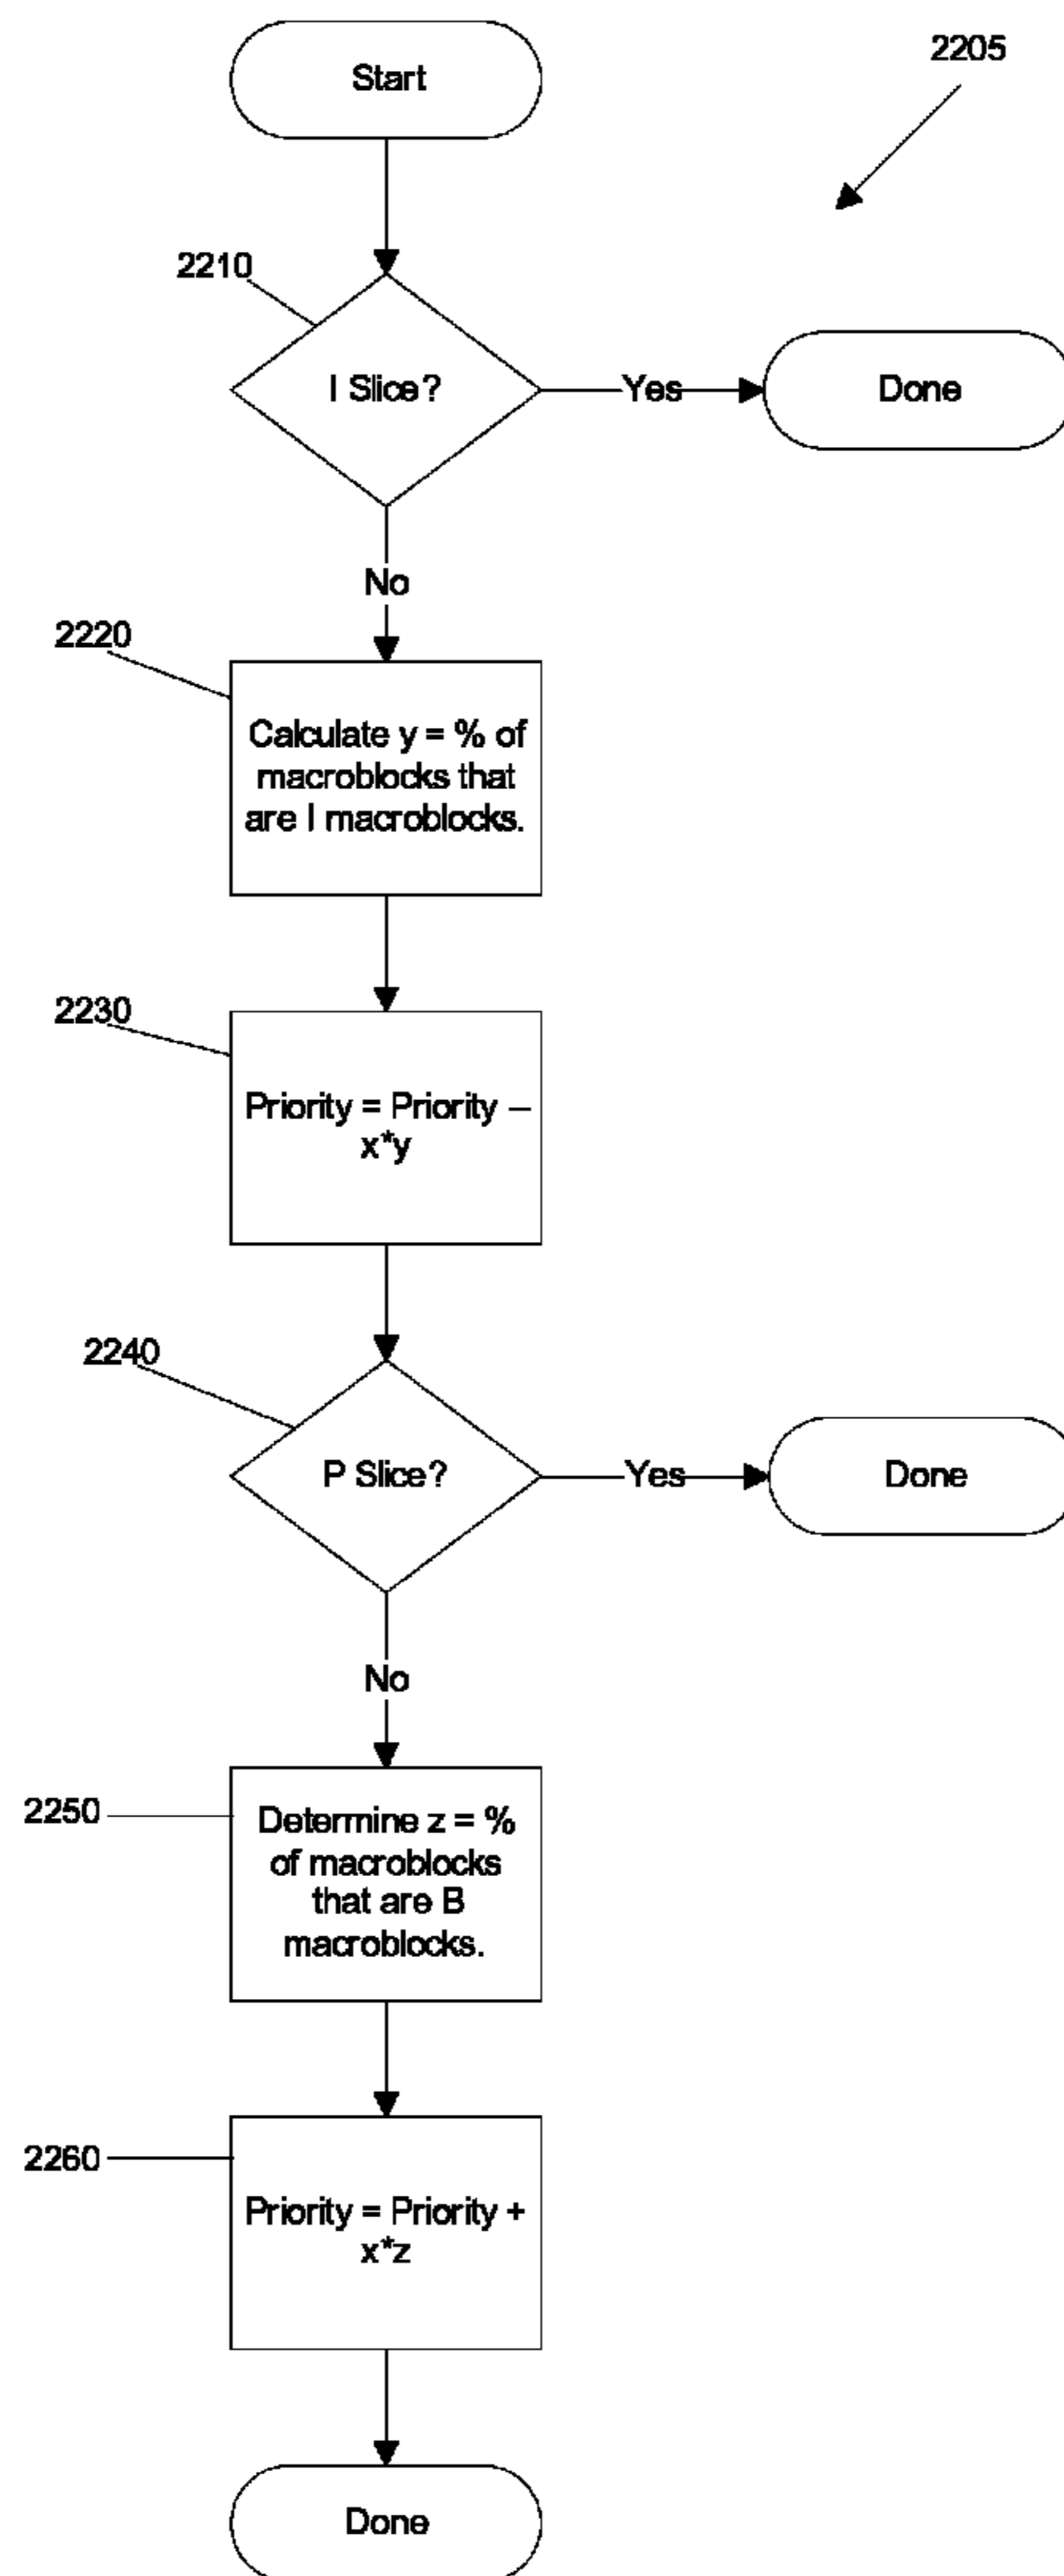 Start
2205
2210
I Slice?
Yes
Done
No
2220
Calculate y = % of
macroblocks that
are I macroblocks.
2230
Priority = Priority –
x*y
2240
P Slice?
Yes
Done
No
2250
Determine z = %
of macroblocks
that are B
macroblocks.
2260
Priority = Priority +
x*z
Done